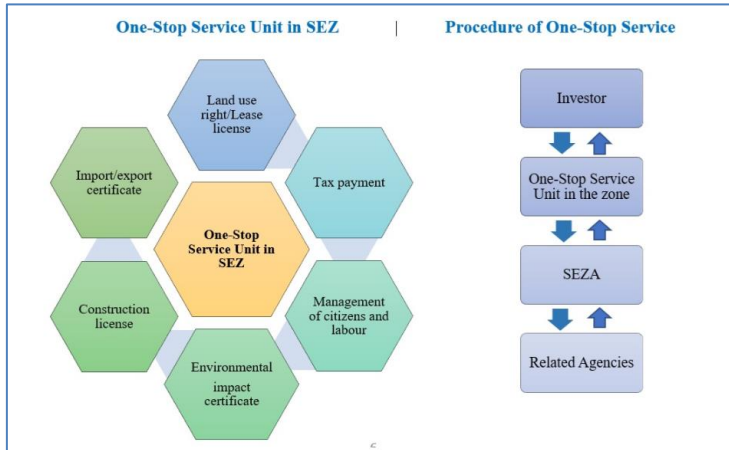 One-Stop Service Unit in SEZ | Procedure of One-Stop Service
Land use
right/Lease
license
Tax payment
Management
of citizens and
labour
Environmental
impact
certificate
Construction
license
Import/export
certificate
One-Stop
Service Unit in
SEZ
Investor
One-Stop Service
Unit in the zone
SEZA
Related Agencies